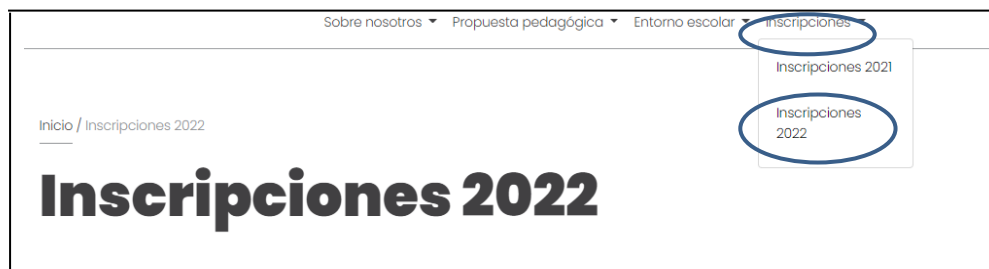 Sobre nosotros Propuesta pedagógica Entorno escolar Inscripciones
Inscripciones 2021
Inscripciones
2022
Inicio / Inscripciones 2022
Inscripciones 2022